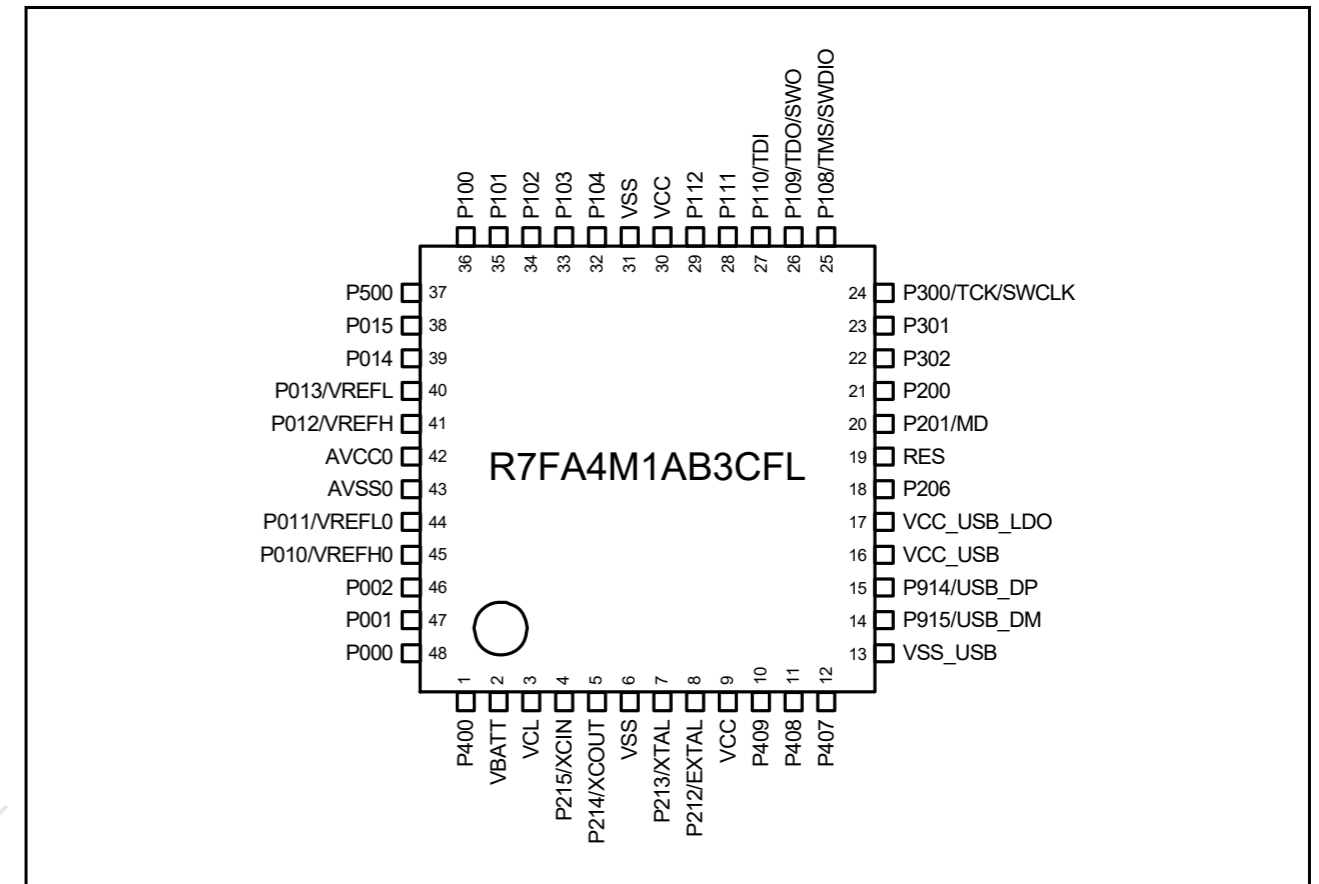 P100
P101
P102
P103
P104
VSS
VCC
P112
P111
P110/TDI
P109/TDO/SWO
P108/TMS/SWDIO
36
35
34
33
32
31
30
29
28
27
26
25
P500 37
P015 38
P014 39
P013/VREFL 40
P012/VREFH 41
AVCC0 42
AVSS0 43
P011/VREFL0 44
P010/VREFH0 45
P002 46
P001 47
P000 48
R7FA4M1AB3CFL
24 P300/TCK/SWCLK
23 P301
22 P302
21 P200
20 P201/MD
19 RES
18 P206
17 VCC_USB_LDO
16 VCC_USB
15 P914/USB_DP
14 P915/USB_DM
13 VSS_USB
1
2
3
4
5
6
7
8
9
10
11
12
P400
VBATT
VCL
P215/XCIN
P214/XCOUT
VSS
P213/XTAL
P212/EXTAL
VCC
P409
P408
P407